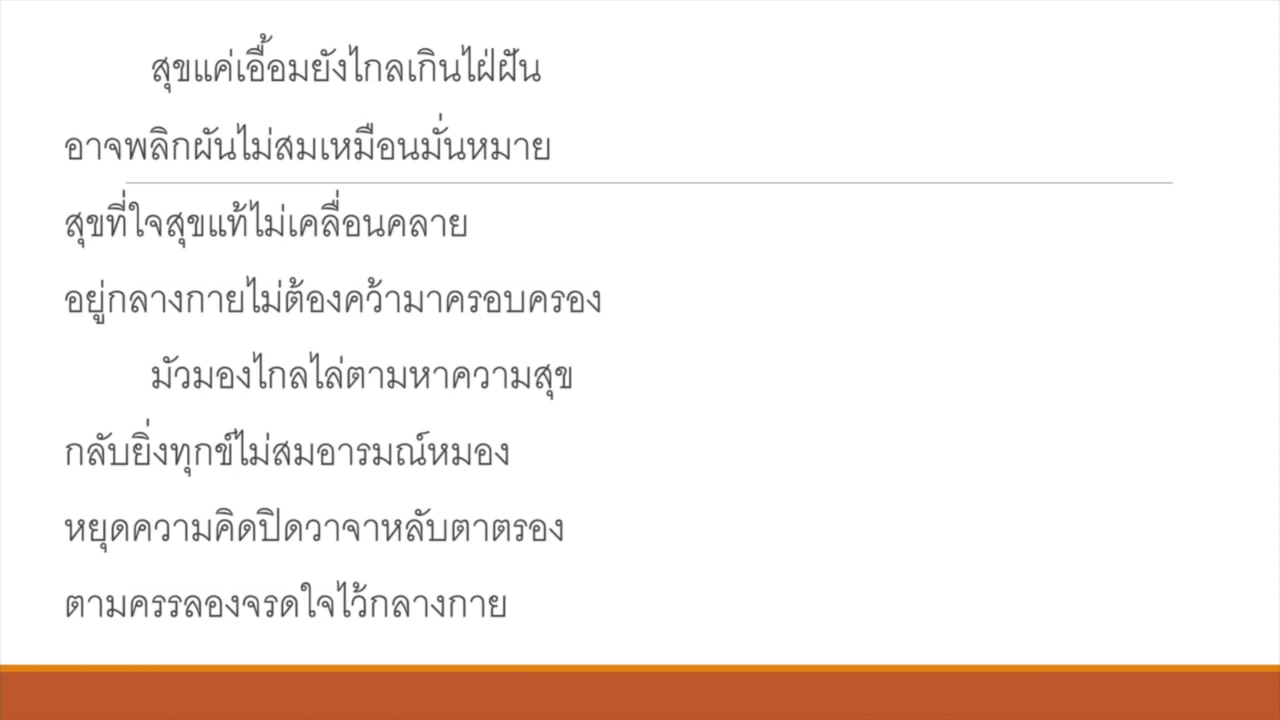 สุขแค่เอื้อมยังไกลเกินไฝ่ฝัน
อาจพลิกผันไม่สมเหมือนมั่นหมาย
สุขที่ใจสุขแท้ไม่เคลื่อนคลาย
อยู่กลางกายไม่ต้องคว้ามาครอบครอง
มัวมองไกลไล่ตามหาความสุข
กลับยิ่งทุกข์ไม่สมอารมณ์หมอง
หยุดความคิดปิดวาจาหลับตาตรอง
ตามครรลองจรดใจไว้กลางกาย